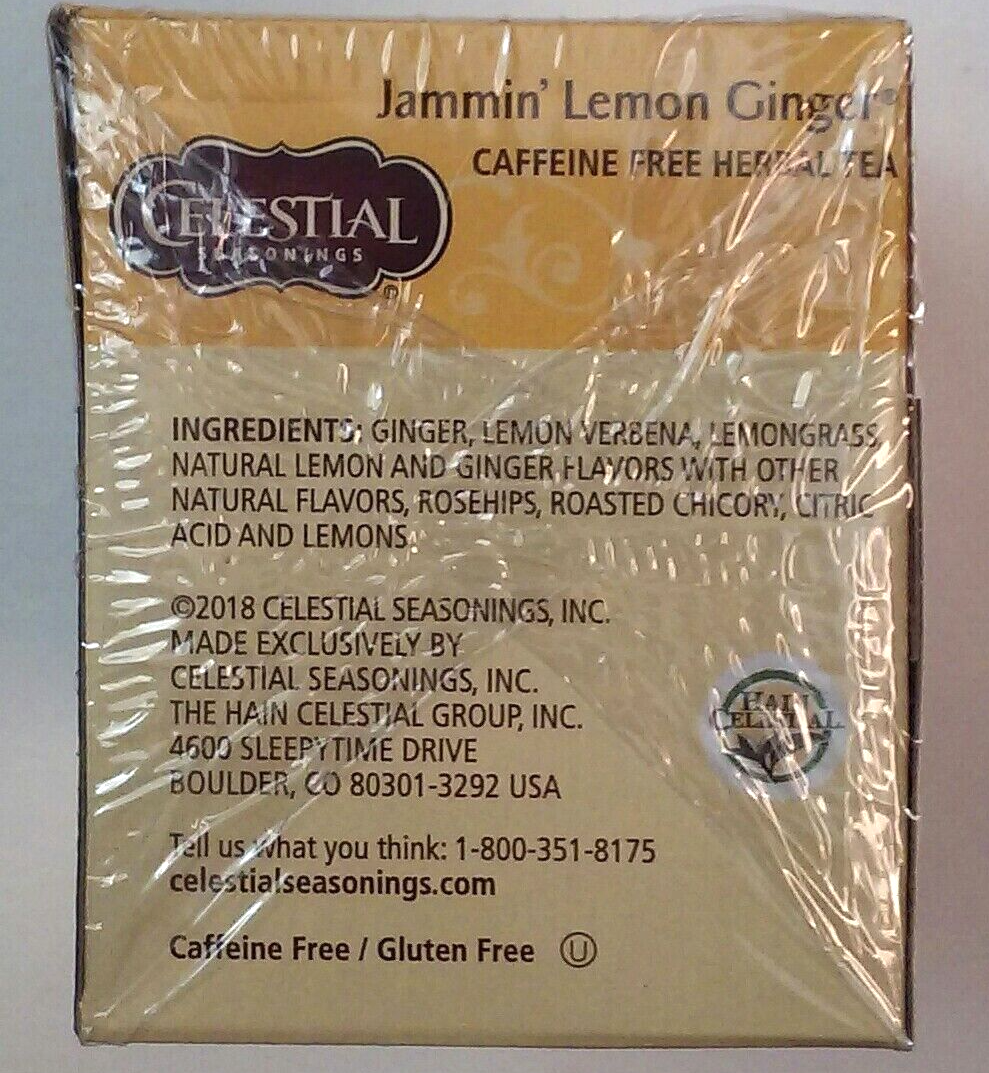 Jammin' Lemon Ginger®
CAFFEINE FREE HERBAL TEA
CELESTIAL
SEASONINGS
®
INGREDIENTS: GINGER, LEMON VERBENA, LEMONGRASS,
NATURAL LEMON AND GINGER FLAVORS WITH OTHER
NATURAL FLAVORS, ROSEHIPS, ROASTED CHICORY, CITRIC
ACID AND LEMONS.
©2018 CELESTIAL SEASONINGS, INC.
MADE EXCLUSIVELY BY
CELESTIAL SEASONINGS, INC.
THE HAIN CELESTIAL GROUP, INC.
4600 SLEEPYTIME DRIVE
BOULDER, CO 80301-3292 USA
HAIN
CELESTIAL
Tell us what you think: 1-800-351-8175
celestialseasonings.com
Caffeine Free / Gluten Free Ⓤ